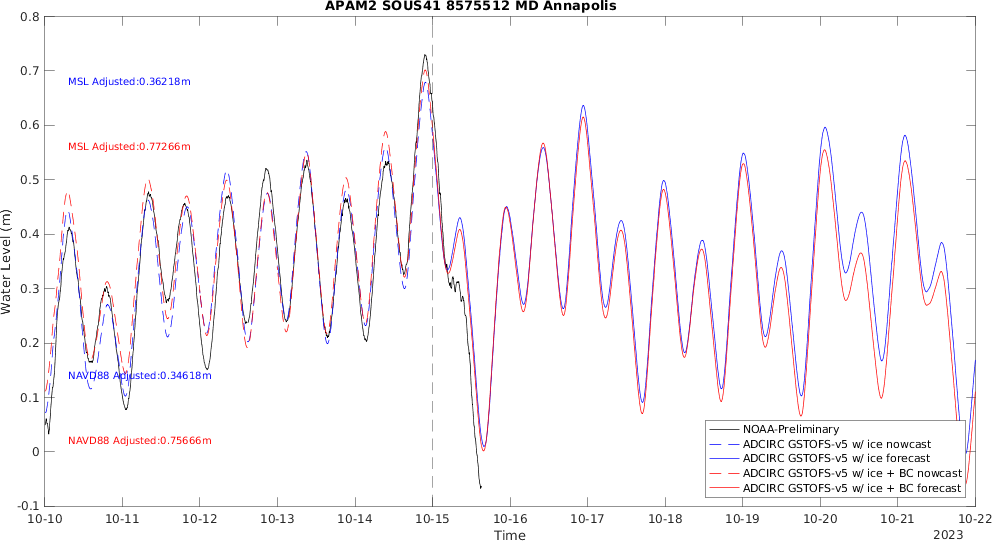 APAM2 SOUS41 8575512 MD Annapolis
0.8
0.7
0.6
0.5
0.4
0.3
0.2
0.1
0
-0.1
Water Level (m)
MSL Adjusted:0.36218m
MSL Adjusted:0.77266m
NAVD88 Adjusted:0.34618m
NAVD88 Adjusted:0.75666m
NOAA-Preliminary
ADCIRC GSTOFS-v5 w/ ice nowcast
ADCIRC GSTOFS-v5 w/ ice forecast
ADCIRC GSTOFS-v5 w/ ice + BC nowcast
ADCIRC GSTOFS-v5 w/ ice + BC forecast
10-10 10-11 10-12 10-13 10-14 10-15 10-16 10-17 10-18 10-19 10-20 10-21 10-22
Time
2023